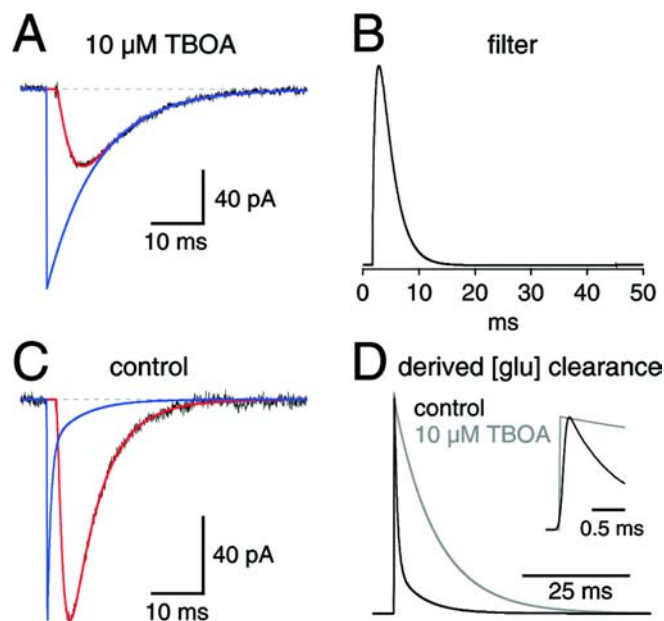 A
10 µM TBOA
40 pA
10 ms
B
filter
0 10 20 30 40 50
ms
C
control
40 pA
10 ms
D
derived [glu] clearance
control
10 µM TBOA
0.5 ms
25 ms